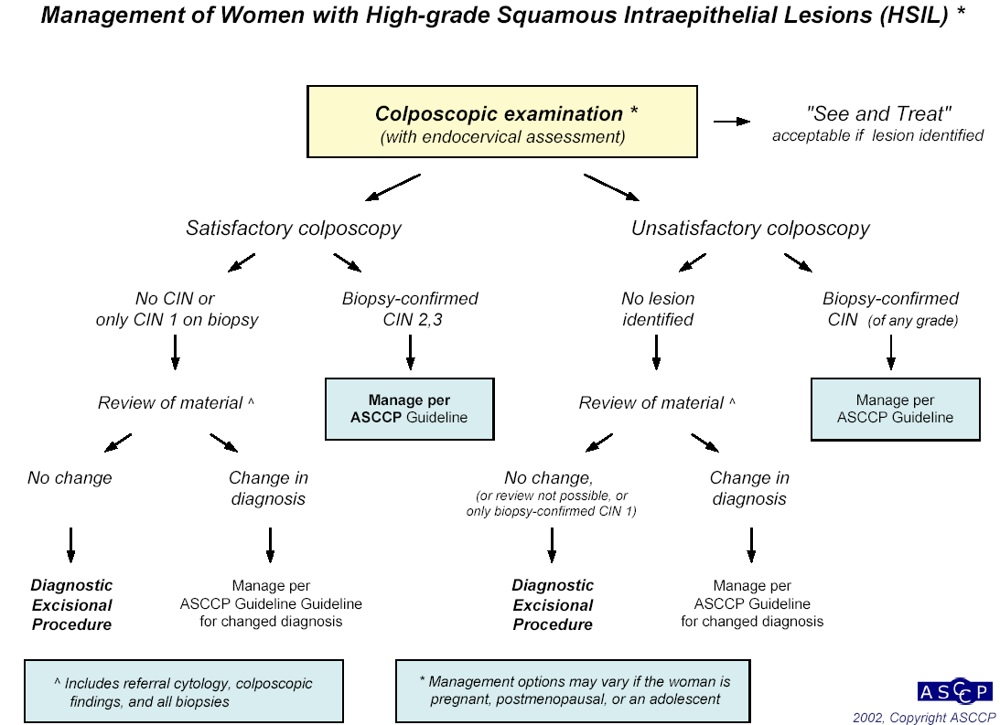 Management of Women with High-grade Squamous Intraepithelial Lesions (HSIL) *
Colposcopic examination *
(with endocervical assessment)
"See and Treat"
acceptable if lesion identified
Satisfactory colposcopy
Unsatisfactory colposcopy
No CIN or
only CIN 1 on biopsy
Biopsy-confirmed
CIN 2,3
No lesion
identified
Biopsy-confirmed
CIN (of any grade)
Review of material ^
Manage per
ASCCP Guideline
Review of material ^
Manage per
ASCCP Guideline
No change
Change in
diagnosis
No change,
(or review not possible, or
only biopsy-confirmed CIN 1)
Change in
diagnosis
Diagnostic
Excisional
Procedure
Manage per
ASCCP Guideline Guideline
for changed diagnosis
Diagnostic
Excisional
Procedure
Manage per
ASCCP Guideline
for changed diagnosis
^ Includes referral cytology, colposcopic
findings, and all biopsies
* Management options may vary if the woman is
pregnant, postmenopausal, or an adolescent
ASCCP
2002, Copyright ASCCP